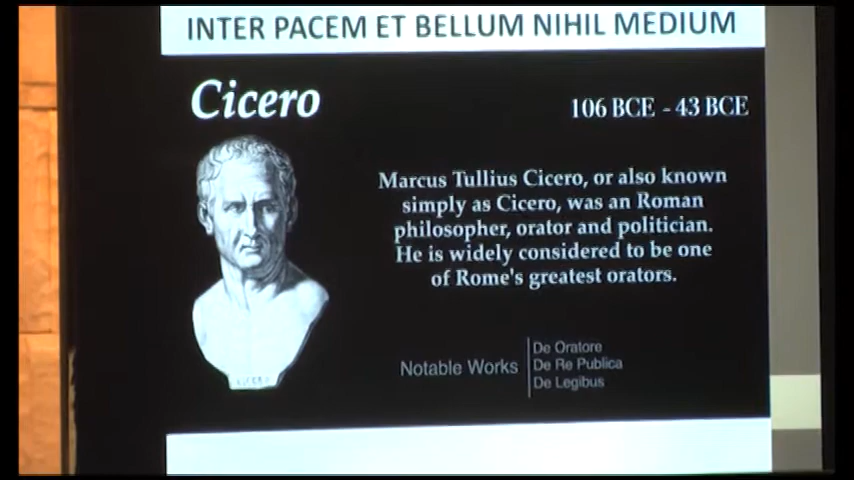 INTER PACEM ET BELLUM NIHIL MEDIUM
Cicero
106 BCE - 43 BCE
Marcus Tullius Cicero, or also known
simply as Cicero, was an Roman
philosopher, orator and politician.
He is widely considered to be one
of Rome's greatest orators.
Notable Works
De Oratore
De Re Publica
De Legibus